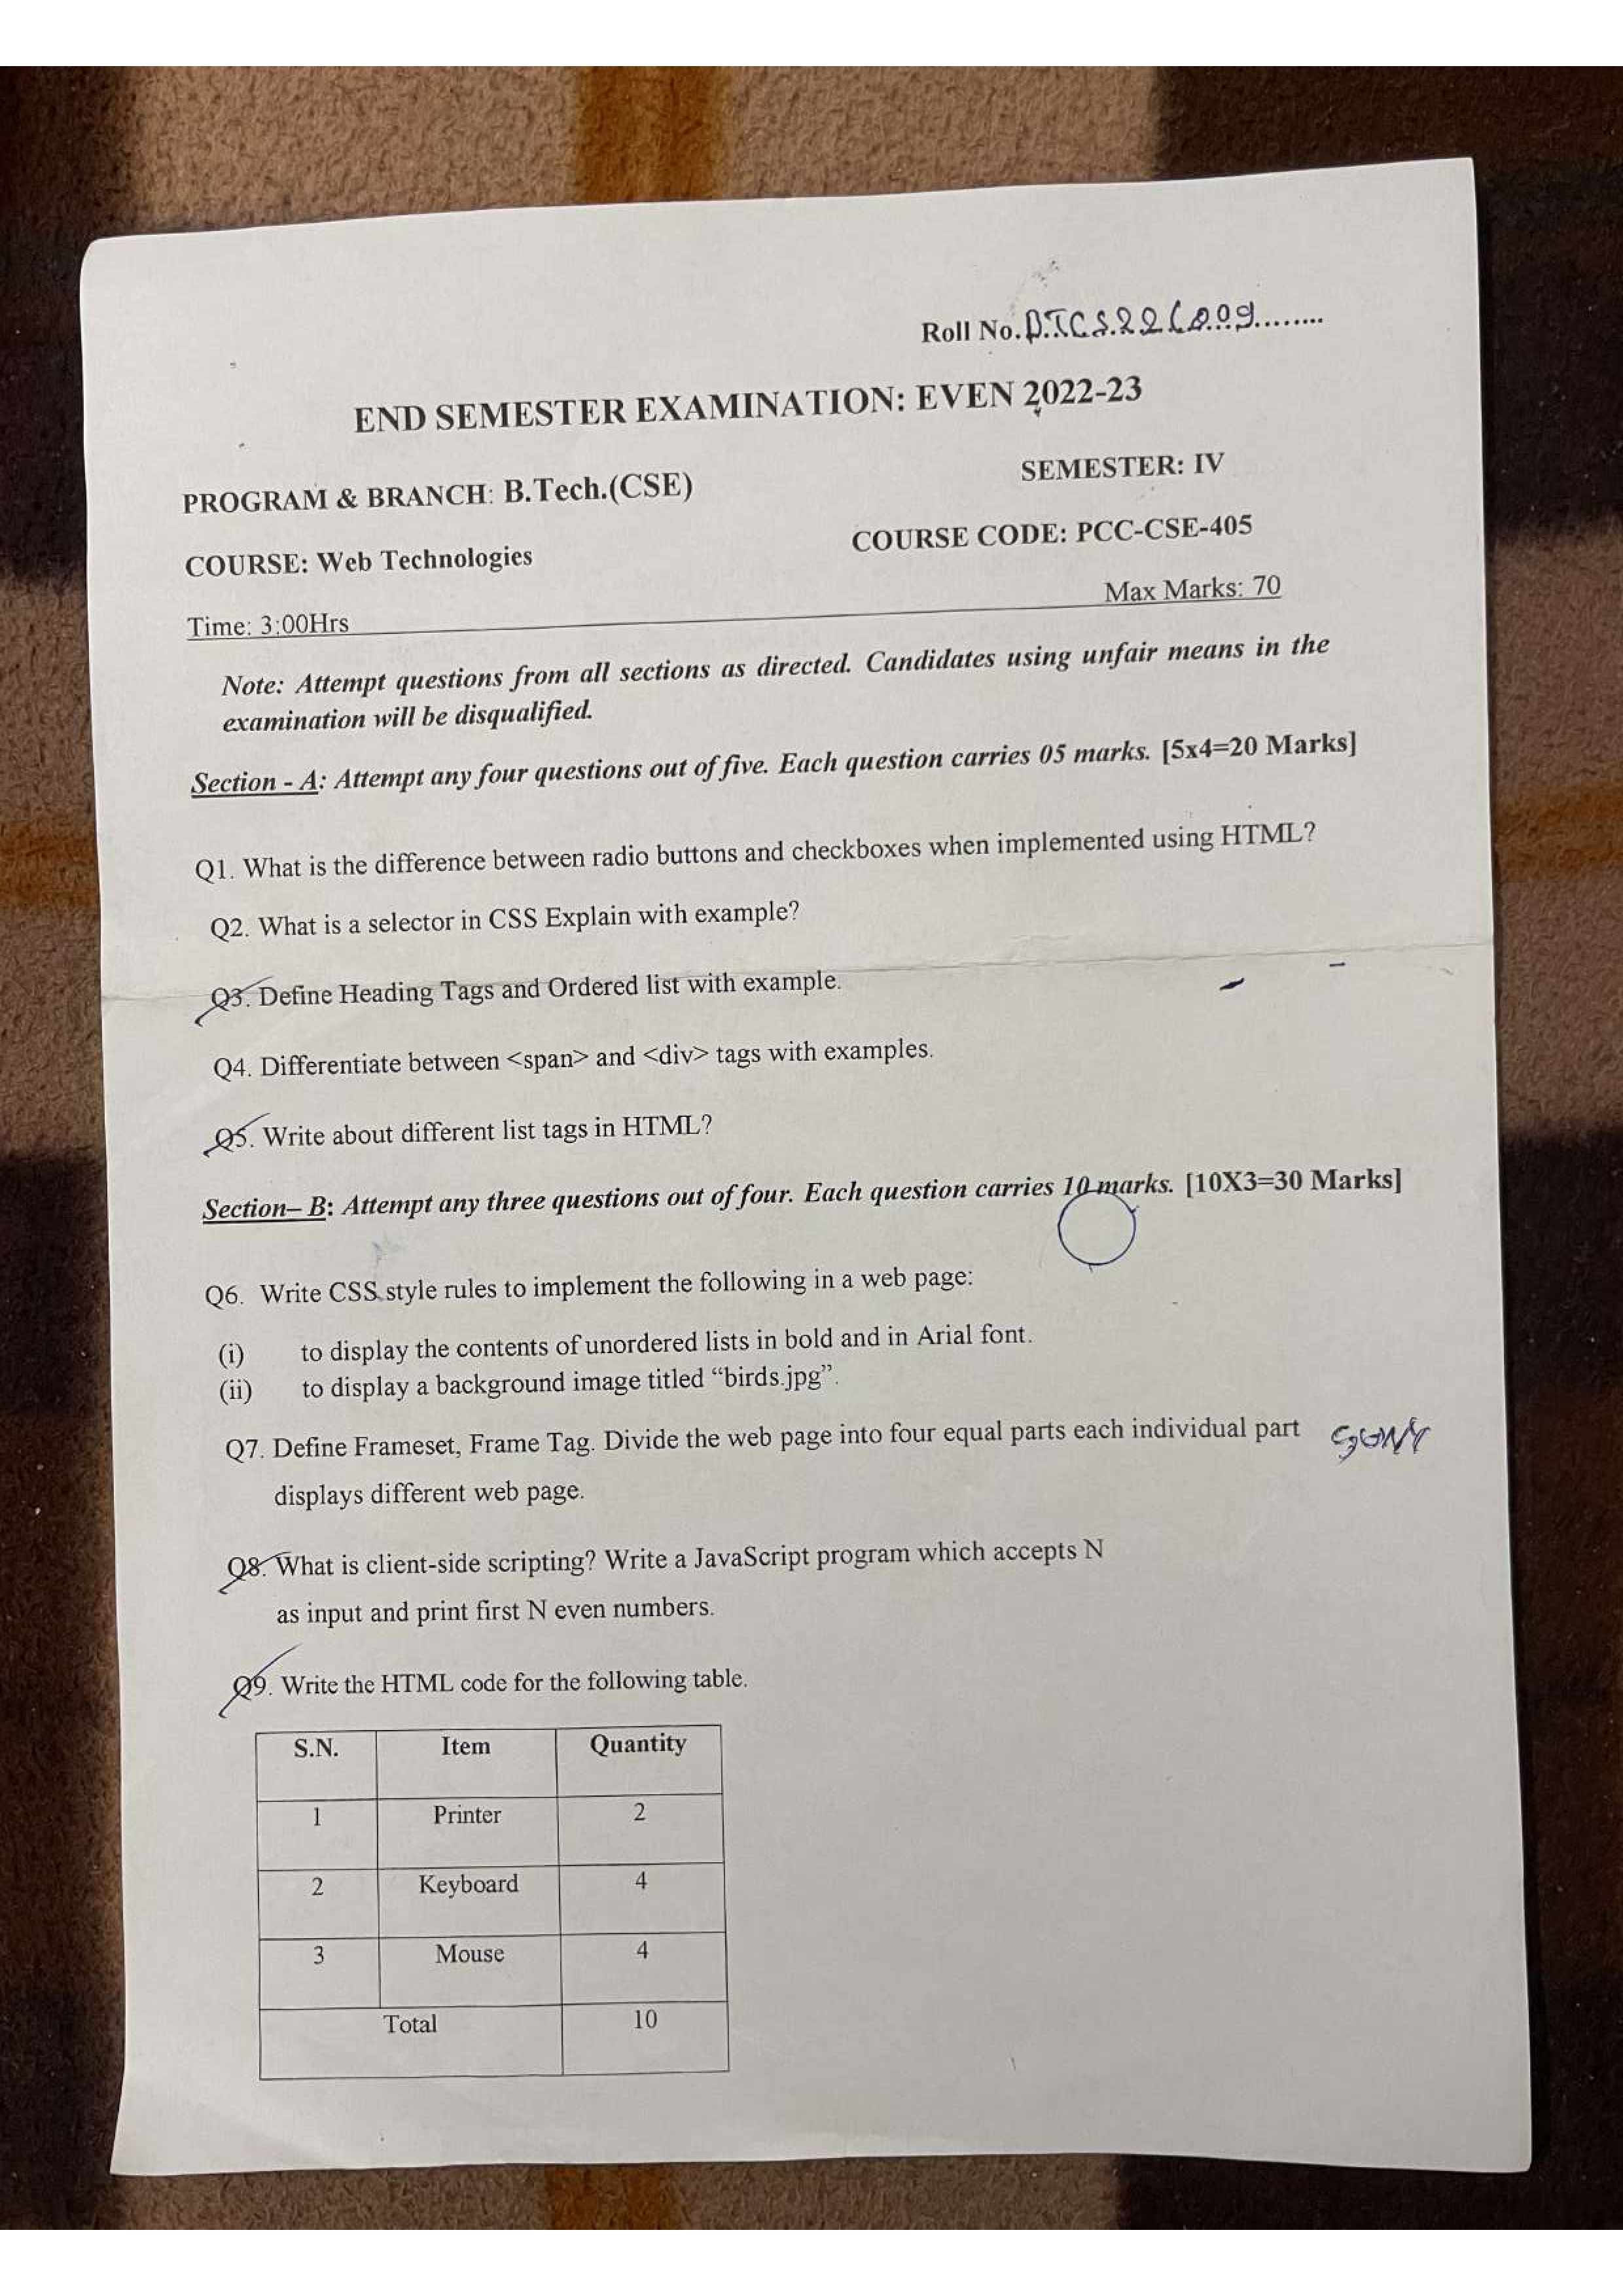 Roll No.
END SEMESTER EXAMINATION: EVEN 2022-23
SEMESTER: IV
PROGRAM & BRANCH: B.Tech.(CSE)
COURSE CODE: PCC-CSE-405
COURSE: Web Technologies
Max Marks: 70
Time: 3:00Hrs
Note: Attempt questions from all sections as directed. Candidates using unfair means in the
examination will be disqualified.
Section - A: Attempt any four questions out of five. Each question carries 05 marks. [5x4=20 Marks]
Q1. What is the difference between radio buttons and checkboxes when implemented using HTML?
Q2. What is a selector in CSS Explain with example?
Q3. Define Heading Tags and Ordered list with example.
Q4. Differentiate between <span> and <div> tags with examples.
Q5. Write about different list tags in HTML?
Section– B: Attempt any three questions out of four. Each question carries 10 marks. [10X3=30 Marks]
Q6. Write CSS style rules to implement the following in a web page:
(i) to display the contents of unordered lists in bold and in Arial font.
(ii) to display a background image titled “birds.jpg”.
Q7. Define Frameset, Frame Tag. Divide the web page into four equal parts each individual part
displays different web page.
Q8. What is client-side scripting? Write a JavaScript program which accepts N
as input and print first N even numbers.
Q9. Write the HTML code for the following table.
S.N. Item Quantity
1 Printer 2
2 Keyboard 4
3 Mouse 4
Total 10